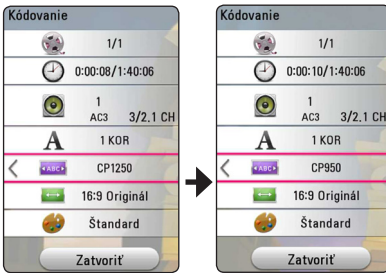 Kódovanie
1/1
0:00:08/1:40:06
1
AC3 3/2.1 CH
A
1 KOR
ABC
CP1250
16:9 Originál
Štandard
Zatvoriť
Kódovanie
1/1
0:00:10/1:40:06
1
AC3 3/2.1 CH
A
1 KOR
ABC
CP950
16:9 Originál
Štandard
Zatvoriť